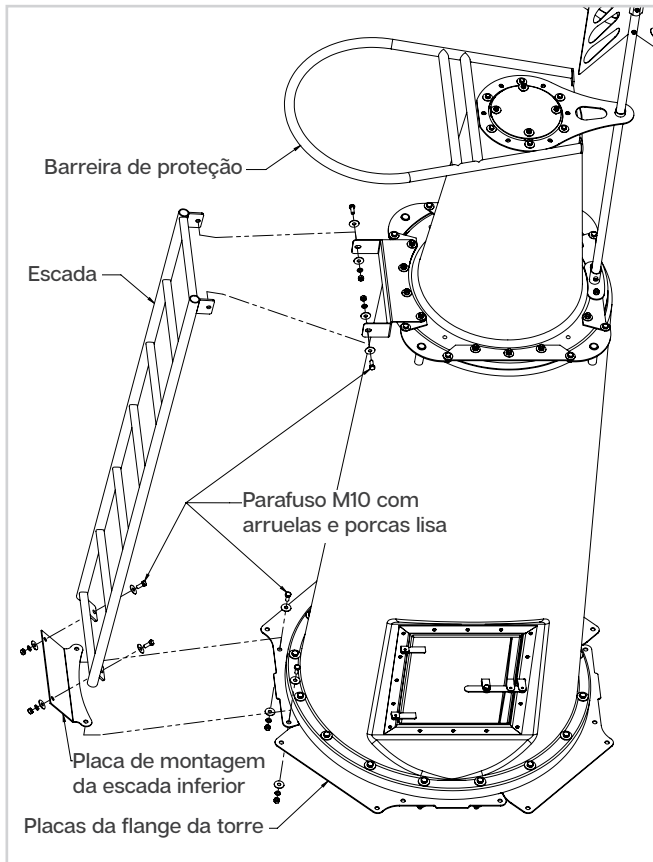 Barreira de proteção
Escada
Parafuso M10 com
arruelas e porcas lisa
Placa de montagem
da escada inferior
Placas da flange da torre